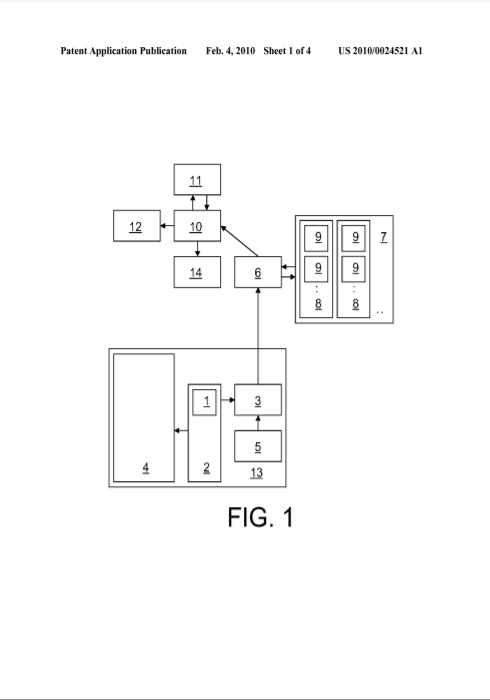 Patent Application Publication Feb. 4, 2010 Sheet 1 of 4 US 2010/0024521 A1
11
12 10
14 6
9 9 7
9 9
: :
8 8 ..
1 3
5
4 2 13
FIG. 1